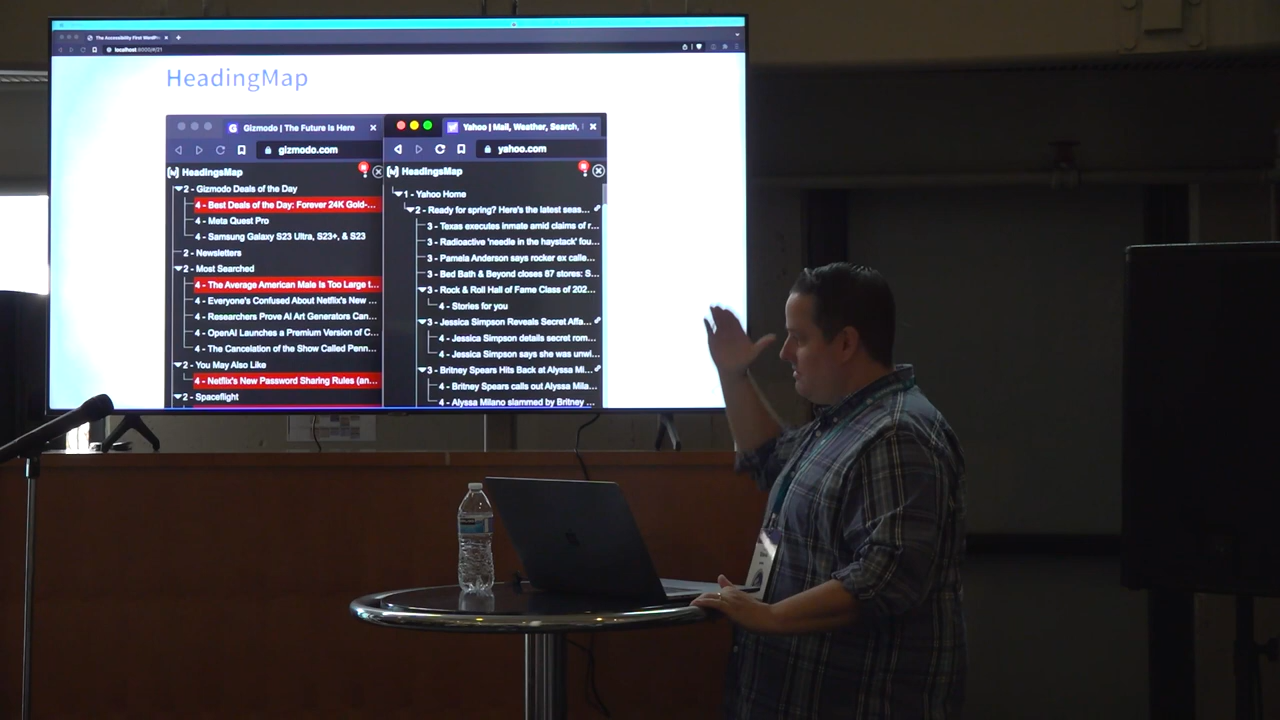 The Accessibility First WordPr
localhost:8000/#/21
HeadingMap
Gizmodo | The Future Is Here
gizmodo.com
HeadingsMap
2 - Gizmodo Deals of the Day
4 - Best Deals of the Day: Forever 24K Gold-...
4 - Meta Quest Pro
4 - Samsung Galaxy S23 Ultra, S23+, & S23
2 - Newsletters
2 - Most Searched
4 - The Average American Male Is Too Large t...
4 - Everyone's Confused About Netflix's New ...
4 - Researchers Prove AI Art Generators Can...
4 - OpenAI Launches a Premium Version of C...
4 - The Cancelation of the Show Called Penn...
2 - You May Also Like
4 - Netflix's New Password Sharing Rules (an...
2 - Spaceflight
Yahoo | Mail, Weather, Search,
yahoo.com
HeadingsMap
1 - Yahoo Home
2 - Ready for spring? Here's the latest seas...
3 - Texas executes inmate amid claims of r...
3 - Radioactive 'needle in the haystack' fou...
3 - Pamela Anderson says rocker ex calle...
3 - Bed Bath & Beyond closes 87 stores: S...
3 - Rock & Roll Hall of Fame Class of 202...
4 - Stories for you
3 - Jessica Simpson Reveals Secret Affa...
4 - Jessica Simpson details secret rom...
4 - Jessica Simpson says she was unwi...
3 - Britney Spears Hits Back at Alyssa Mi...
4 - Britney Spears calls out Alyssa Mila...
4 - Alyssa Milano slammed by Britney ...